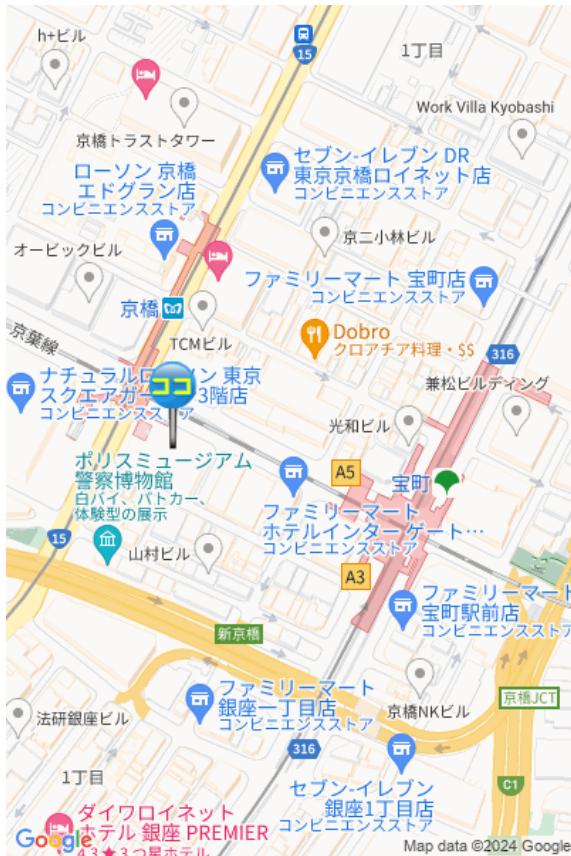 h+ビル
15
1丁目
Work Villa Kyobashi
京橋トラストタワー
セブン-イレブン DR
東京京橋ロイネット店
コンビニエンスストア
ローソン 京橋
エドグラン店
コンビニエンスストア
オービックビル
京二小林ビル
ファミリーマート 宝町店
コンビニエンスストア
京橋
TCMビル
Dobro
クロアチア料理・$$
316
京葉線
ナチュラルローソン 東京
ココ
3階店
コンビニエンスストア
兼松ビルディング
光和ビル
ポリスミュージアム
警察博物館
白バイ、パトカー、
体験型の展示
A5
宝町
ファミリーマート
ホテルインターゲート…
コンビニエンスストア
15
山村ビル
A3
ファミリーマート
宝町駅前店
コンビニエンスストア
新京橋
ファミリーマート
銀座一丁目店
コンビニエンスストア
京橋NKビル
京橋JCT
法研銀座ビル
316
1丁目
セブン-イレブン
銀座1丁目店
コンビニエンスストア
C1
ダイワロイネット
ホテル 銀座 PREMIER
4.3★3つ星ホテル
Google
Map data ©2024 Google